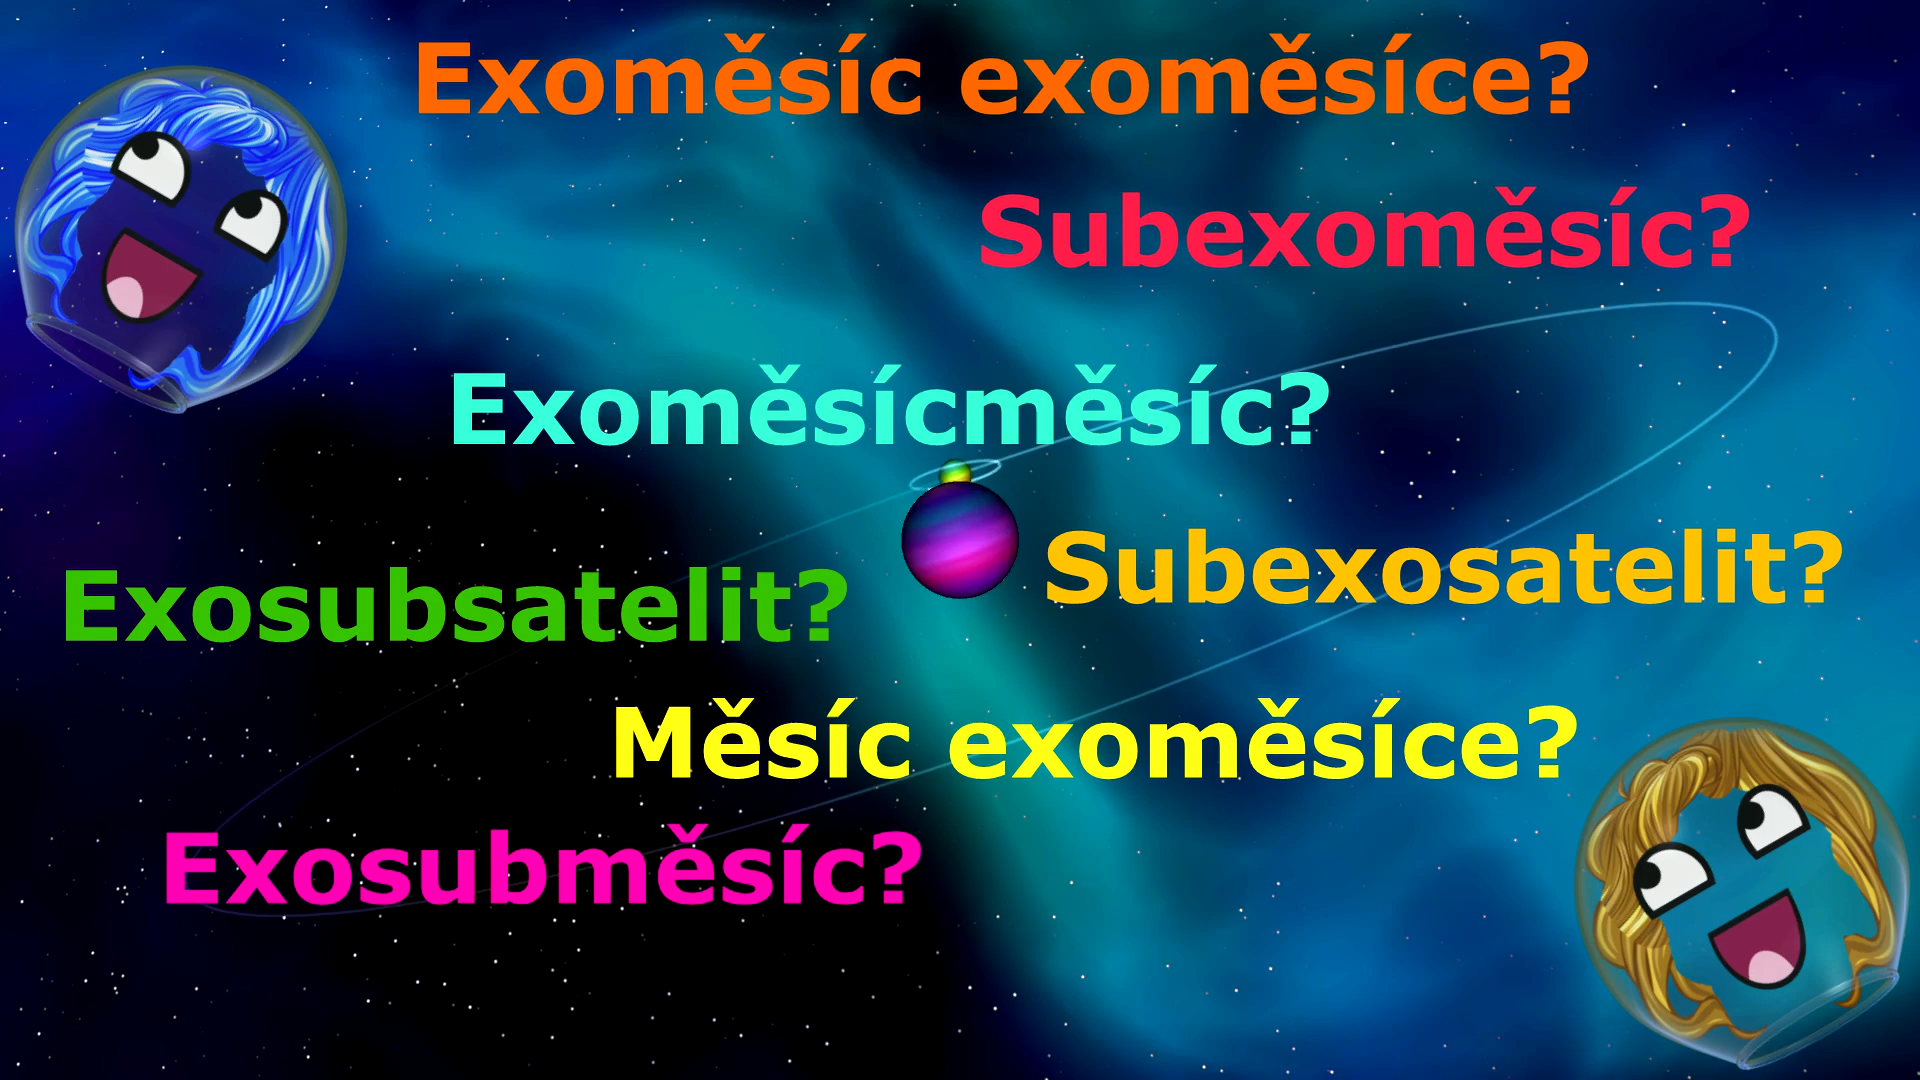 Exoměsíc exoměsíce?
Subexoměsíc?
Exoměsícměsíc?
Subexosatelit?
Exosubsatelit?
Měsíc exoměsíce?
Exosubměsíc?